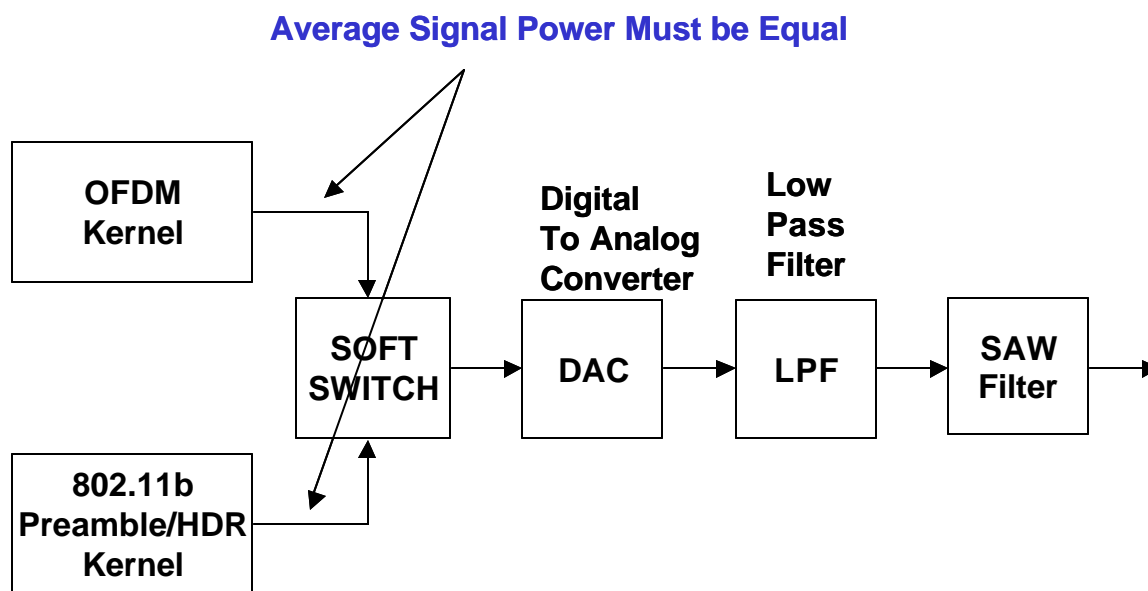 Average Signal Power Must be Equal
OFDM
Kernel
Digital
To Analog
Converter
Low
Pass
Filter
SOFT
SWITCH
DAC
LPF
SAW
Filter
802.11b
Preamble/HDR
Kernel